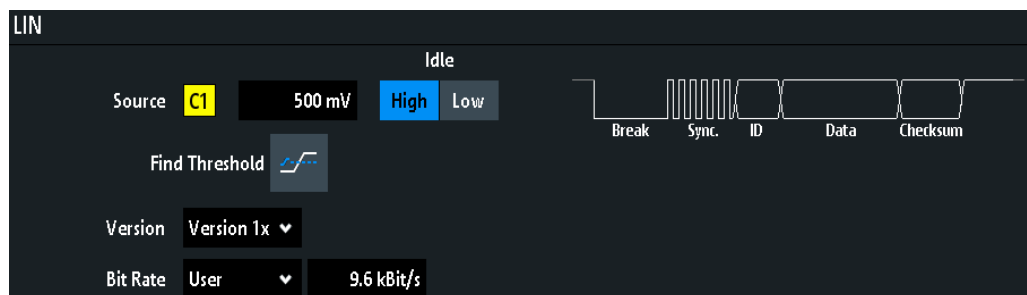 LIN
Idle
Source C1 500 mV High Low
Break Sync. ID Data Checksum
Find Threshold
Version Version 1x
Bit Rate User 9.6 kBit/s